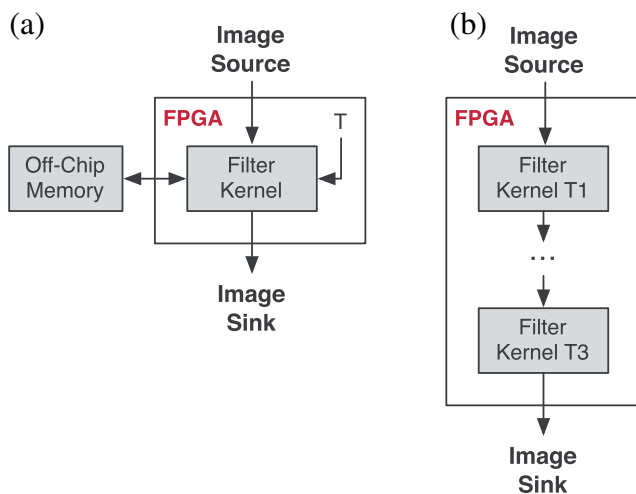 (a)
Image
Source
FPGA
T
Off-Chip
Memory
Filter
Kernel
Image
Sink
(b)
Image
Source
FPGA
Filter
Kernel T1
...
Filter
Kernel T3
Image
Sink